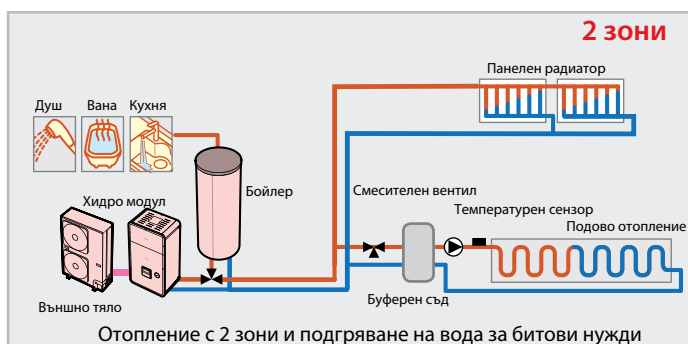 2 зони
Панелен радиатор
Душ Вана Кухня
Бойлер
Смесителен вентил
Хидро модул
Температурен сензор
Подово отопление
Външно тяло
Буферен съд
Отопление с 2 зони и подгряване на вода за битови нужди